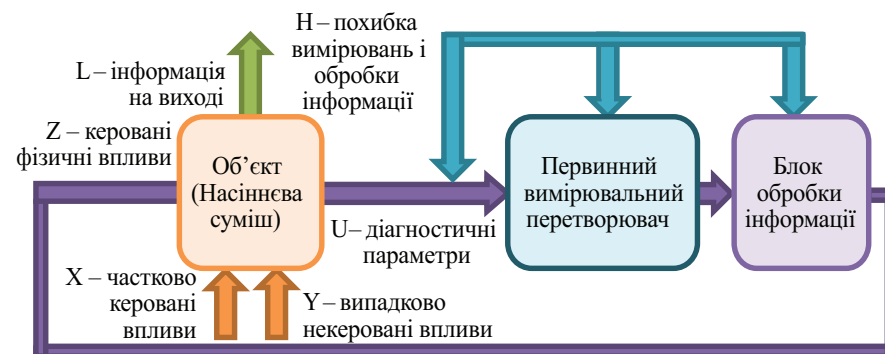 H – похибка
вимірювань і
обробки
інформації
L – інформація
на виході
Z – керовані
фізичні впливи
Об’єкт
(Насіннєва
суміш)
Первинний
вимірювальний
перетворювач
Блок
обробки
інформації
U – діагностичні
параметри
X – частково
керовані
впливи
Y – випадково
некеровані впливи